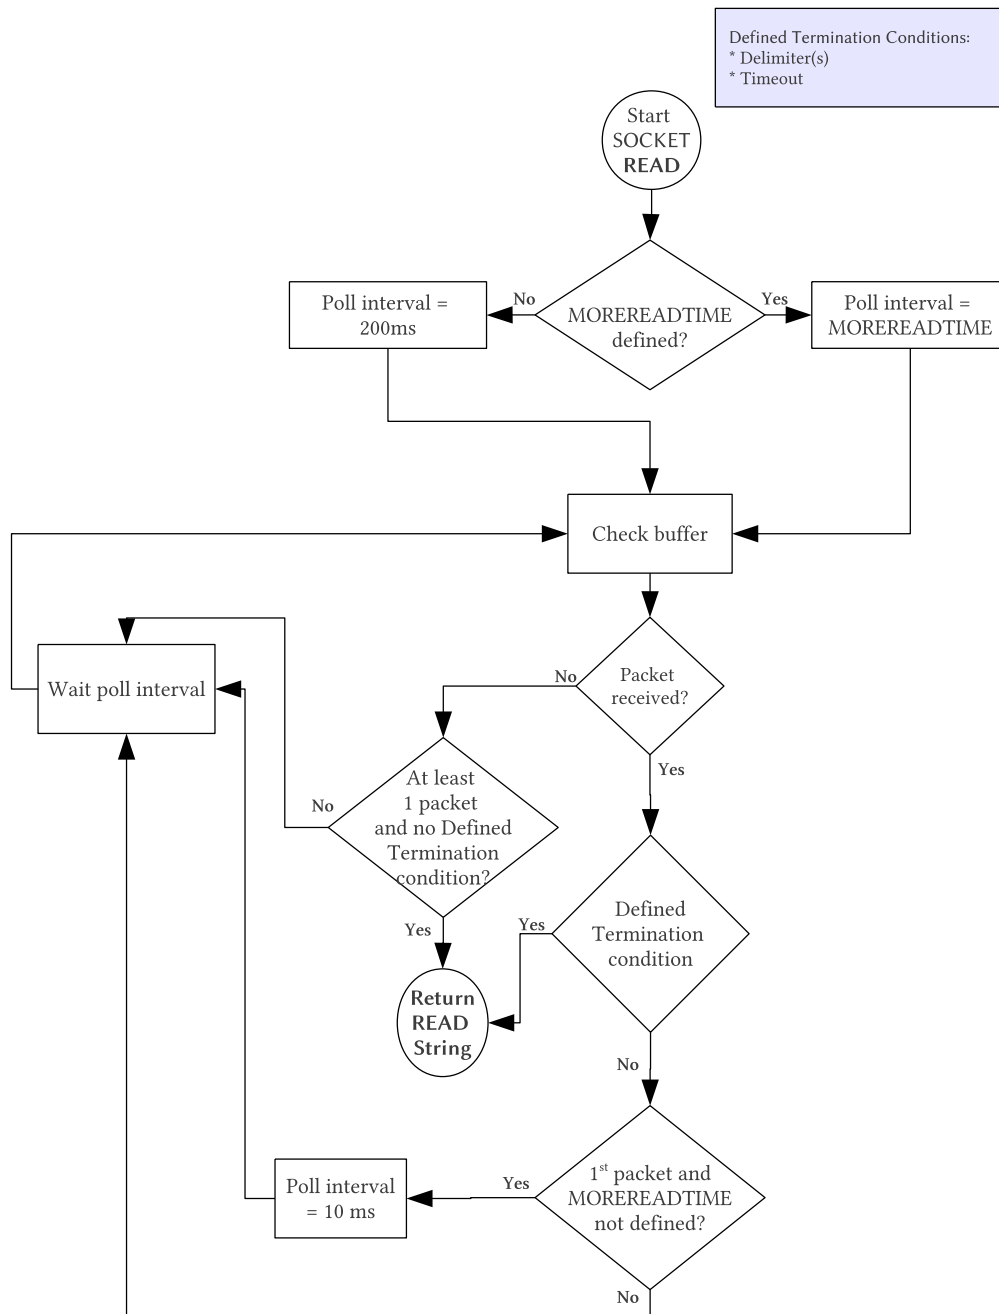 Defined Termination Conditions:
* Delimiter(s)
* Timeout
Start
SOCKET
READ
No
Yes
Poll interval =
200ms
MOREREADTIME
defined?
Poll interval =
MOREREADTIME
Check buffer
Wait poll interval
No
Packet
received?
Yes
No
At least
1 packet
and no Defined
Termination
condition?
Yes
Yes
Defined
Termination
condition
Return
READ
String
No
Poll interval
= 10 ms
Yes
1st packet and
MOREREADTIME
not defined?
No